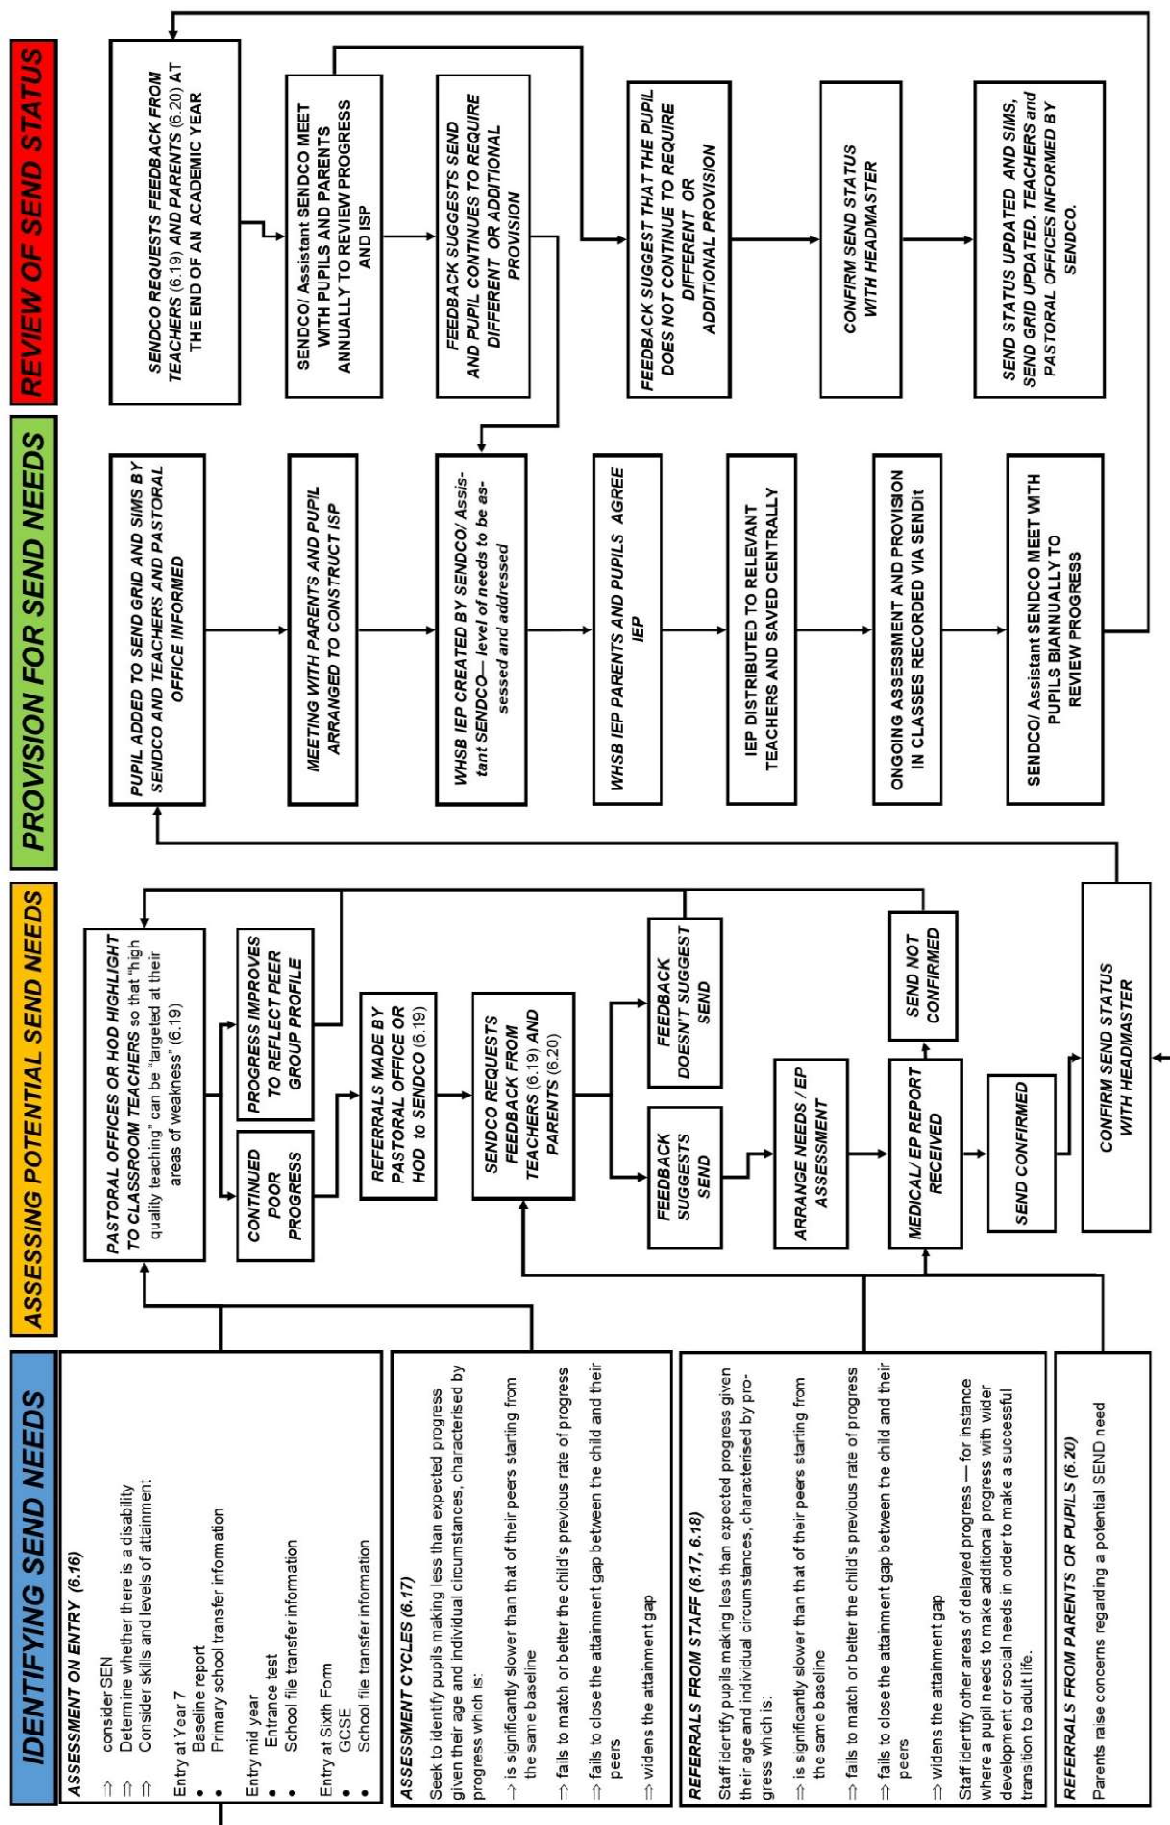 IDENTIFYING SEND NEEDS
ASSESSMENT ON ENTRY (6.16)
⇒ consider SEN
⇒ Determine whether there is a disability
⇒ Consider skills and levels of attainment:
Entry at Year 7
• Baseline report
• Primary school transfer information
Entry mid year
• Entrance test
• School file transfer information
Entry at Sixth Form
• GCSE
• School file transfer information
ASSESSMENT CYCLES (6.17)
Seek to identify pupils making less than expected progress
given their age and individual circumstances, characterised by
progress which is:
⇒ is significantly slower than that of their peers starting from
the same baseline
⇒ fails to match or better the child's previous rate of progress
⇒ fails to close the attainment gap between the child and their
peers
⇒ widens the attainment gap
REFERRALS FROM STAFF (6.17, 6.18)
Staff identify pupils making less than expected progress given
their age and individual circumstances, characterised by pro-
gress which is:
⇒ is significantly slower than that of their peers starting from
the same baseline
⇒ fails to match or better the child's previous rate of progress
⇒ fails to close the attainment gap between the child and their
peers
⇒ widens the attainment gap
Staff identify other areas of delayed progress — for instance
where a pupil needs to make additional progress with wider
development or social needs in order to make a successful
transition to adult life.
REFERRALS FROM PARENTS OR PUPILS (6.20)
Parents raise concerns regarding a potential SEND need
ASSESSING POTENTIAL SEND NEEDS
PASTORAL OFFICES OR HOD HIGHLIGHT
TO CLASSROOM TEACHERS so that "high
quality teaching" can be "targeted at their
areas of weakness" (6.19)
CONTINUED
POOR
PROGRESS
PROGRESS IMPROVES
TO REFLECT PEER
GROUP PROFILE
REFERRALS MADE BY
PASTORAL OFFICE OR
HOD to SENDCO (6.19)
SENDCO REQUESTS
FEEDBACK FROM
TEACHERS (6.19) AND
PARENTS (6.20)
FEEDBACK
SUGGESTS
SEND
FEEDBACK
DOESN'T SUGGEST
SEND
ARRANGE NEEDS / EP
ASSESSMENT
MEDICAL/ EP REPORT
RECEIVED
SEND NOT
CONFIRMED
SEND CONFIRMED
CONFIRM SEND STATUS
WITH HEADMASTER
PROVISION FOR SEND NEEDS
PUPIL ADDED TO SEND GRID AND SIMS BY
SENDCO AND TEACHERS AND PASTORAL
OFFICE INFORMED
MEETING WITH PARENTS AND PUPIL
ARRANGED TO CONSTRUCT ISP
WHSB IEP CREATED BY SENDCO/ Assis-
tant SENDCO— level of needs to be as-
sessed and addressed
WHSB IEP PARENTS AND PUPILS AGREE
IEP
IEP DISTRIBUTED TO RELEVANT
TEACHERS AND SAVED CENTRALLY
ONGOING ASSESSMENT AND PROVISION
IN CLASSES RECORDED VIA SENDit
SENDCO/ Assistant SENDCO MEET WITH
PUPILS BIANNUALLY TO
REVIEW PROGRESS
REVIEW OF SEND STATUS
SENDCO REQUESTS FEEDBACK FROM
TEACHERS (6.19) AND PARENTS (6.20) AT
THE END OF AN ACADEMIC YEAR
SENDCO/ Assistant SENDCO MEET
WITH PUPILS AND PARENTS
ANNUALLY TO REVIEW PROGRESS
AND ISP
FEEDBACK SUGGESTS SEND
AND PUPIL CONTINUES TO REQUIRE
DIFFERENT OR ADDITIONAL
PROVISION
FEEDBACK SUGGEST THAT THE PUPIL
DOES NOT CONTINUE TO REQUIRE
DIFFERENT OR
ADDITIONAL PROVISION
CONFIRM SEND STATUS
WITH HEADMASTER
SEND STATUS UPDATED AND SIMS,
SEND GRID UPDATED. TEACHERS and
PASTORAL OFFICES INFORMED BY
SENDCO.